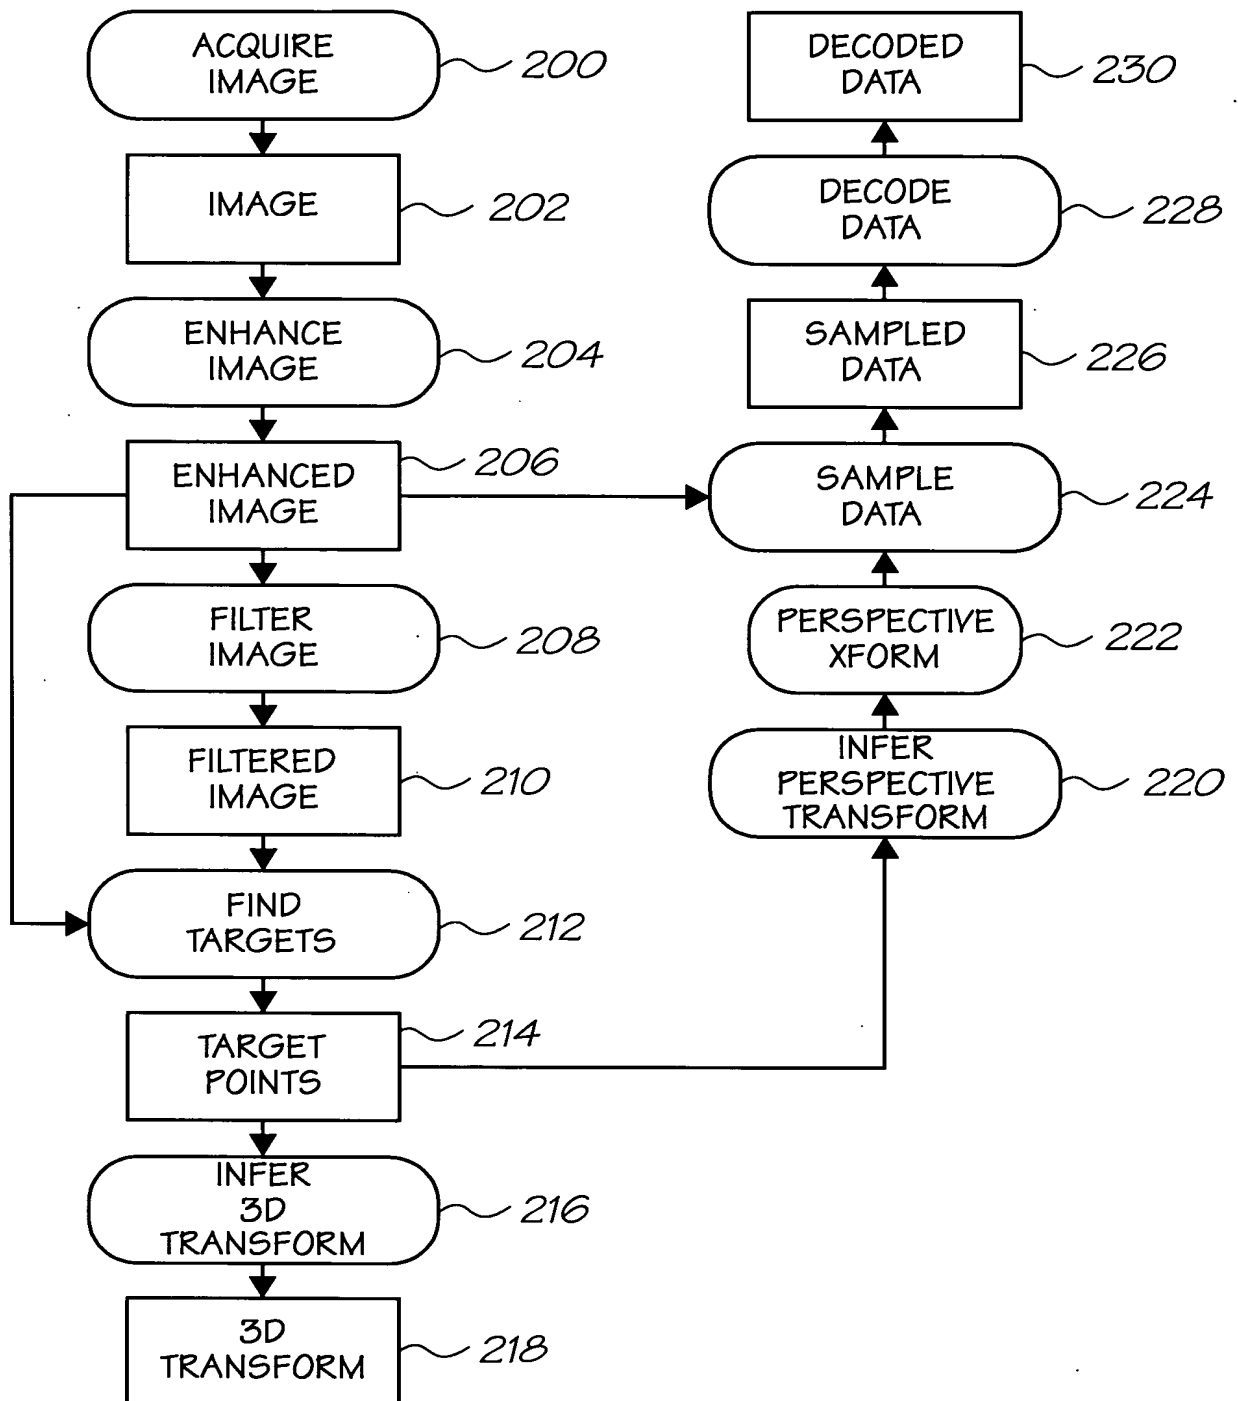 ACQUIRE
IMAGE
200
IMAGE
202
ENHANCE
IMAGE
204
ENHANCED
IMAGE
206
FILTER
IMAGE
208
FILTERED
IMAGE
210
FIND
TARGETS
212
TARGET
POINTS
214
INFER
3D
TRANSFORM
216
3D
TRANSFORM
218
DECODED
DATA
230
DECODE
DATA
228
SAMPLED
DATA
226
SAMPLE
DATA
224
PERSPECTIVE
XFORM
222
INFER
PERSPECTIVE
TRANSFORM
220